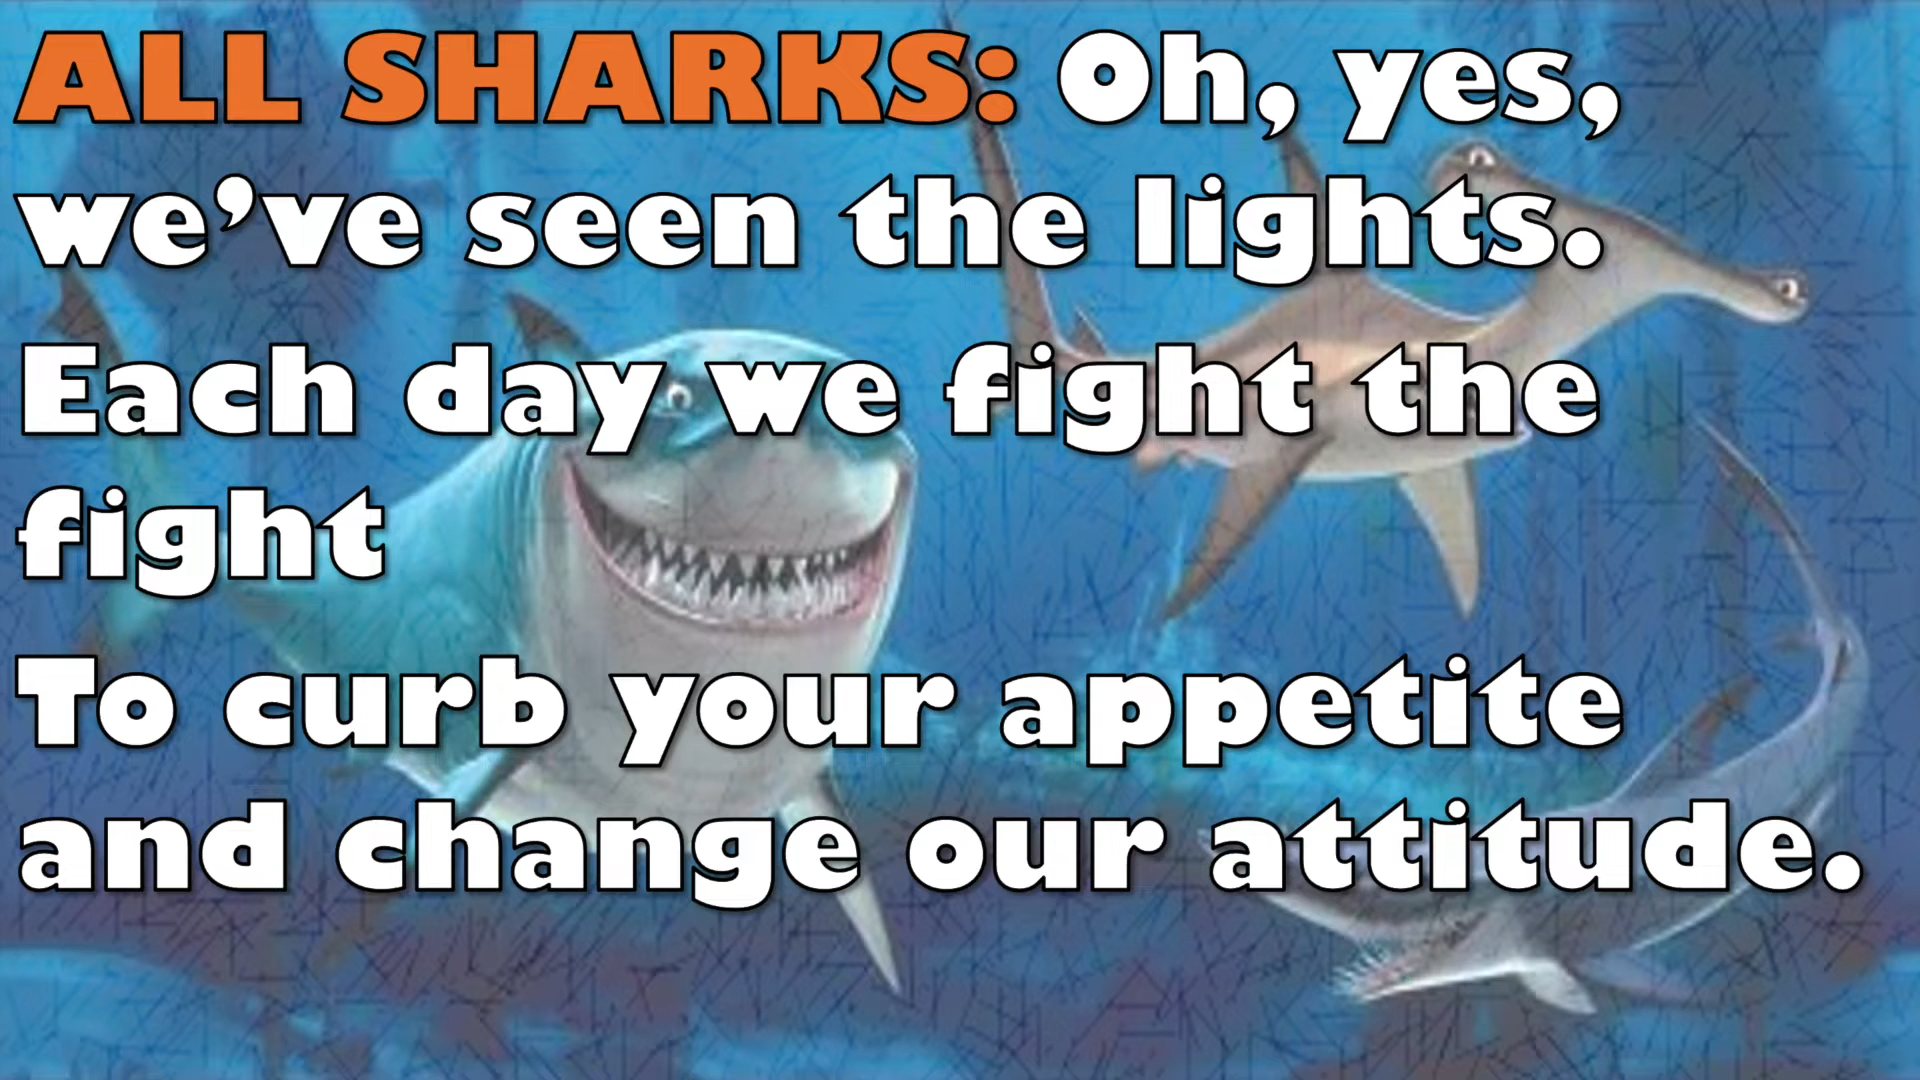 ALL SHARKS: Oh, yes,
we've seen the lights.
Each day we fight the
fight
To curb your appetite
and change our attitude.